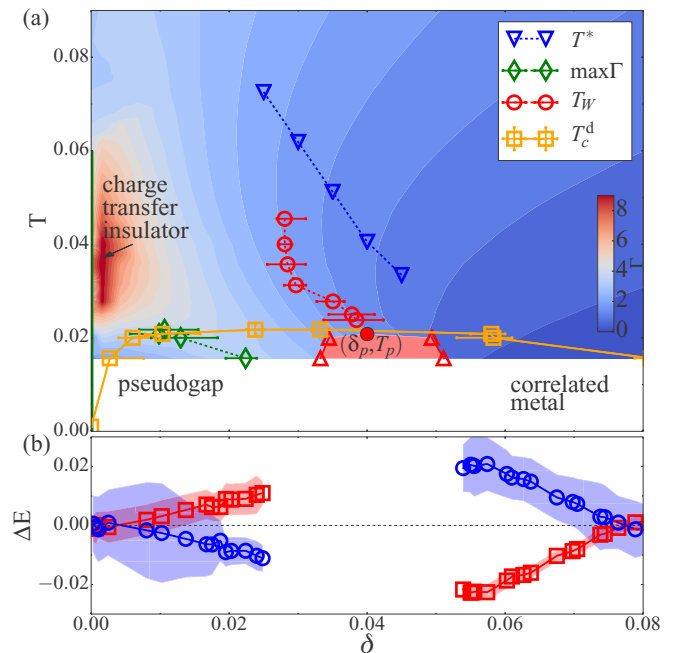 (a)
0.08
0.06
0.04
0.02
0.00
T
T*
maxΓ
T_W
T_c^d
charge
transfer
insulator
8
6
4
2
0
Γ
(δ_p,T_p)
pseudogap
correlated
metal
(b)
0.02
0.00
−0.02
ΔE
0.00
0.02
0.04
0.06
0.08
δ